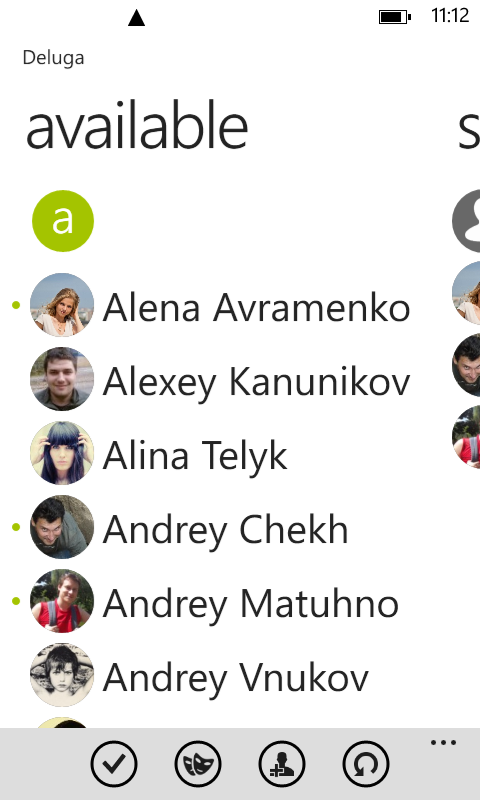 11:12
Deluga
available
s
a
Alena Avramenko
Alexey Kanunikov
Alina Telyk
Andrey Chekh
Andrey Matuhno
Andrey Vnukov